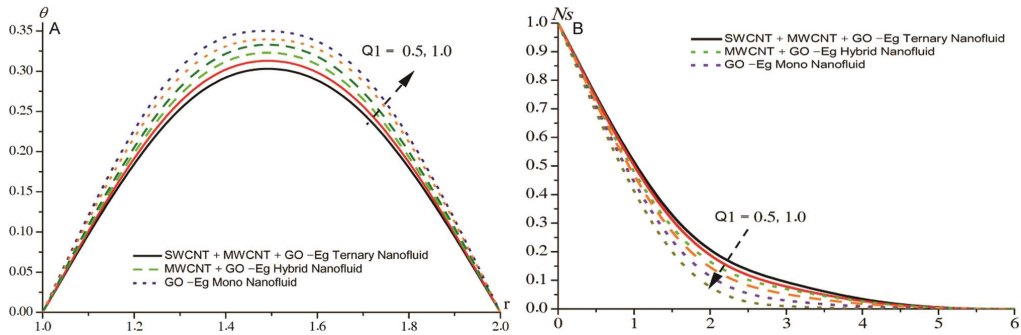 θ
A
0.35
0.30
0.25
0.20
0.15
0.10
0.05
0.00
Q1 = 0.5, 1.0
SWCNT + MWCNT + GO –Eg Ternary Nanofluid
MWCNT + GO –Eg Hybrid Nanofluid
GO –Eg Mono Nanofluid
r
1.0 1.2 1.4 1.6 1.8 2.0
Ns
B
1.0
0.9
0.8
0.7
0.6
0.5
0.4
0.3
0.2
0.1
0.0
SWCNT + MWCNT + GO –Eg Ternary Nanofluid
MWCNT + GO –Eg Hybrid Nanofluid
GO –Eg Mono Nanofluid
Q1 = 0.5, 1.0
0 1 2 3 4 5 6